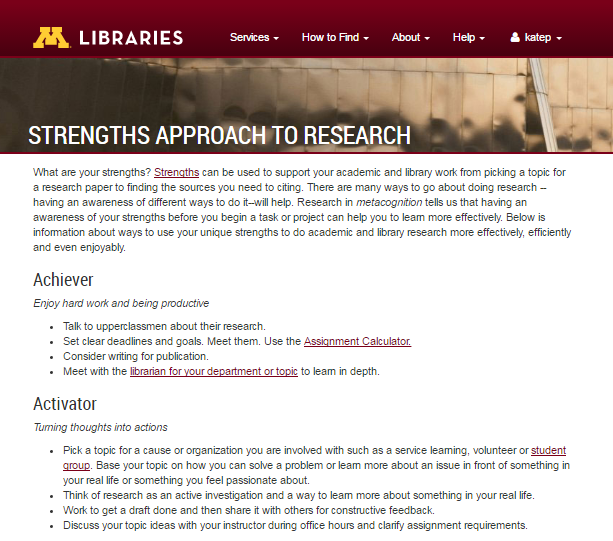 M LIBRARIES Services How to Find About Help katep
STRENGTHS APPROACH TO RESEARCH
What are your strengths? Strengths can be used to support your academic and library work from picking a topic for
a research paper to finding the sources you need to citing. There are many ways to go about doing research --
having an awareness of different ways to do it--will help. Research in metacognition tells us that having an
awareness of your strengths before you begin a task or project can help you to learn more effectively. Below is
information about ways to use your unique strengths to do academic and library research more effectively, efficiently
and even enjoyably.
Achiever
Enjoy hard work and being productive
• Talk to upperclassmen about their research.
• Set clear deadlines and goals. Meet them. Use the Assignment Calculator.
• Consider writing for publication.
• Meet with the librarian for your department or topic to learn in depth.
Activator
Turning thoughts into actions
• Pick a topic for a cause or organization you are involved with such as a service learning, volunteer or student
group. Base your topic on how you can solve a problem or learn more about an issue in front of something in
your real life or something you feel passionate about.
• Think of research as an active investigation and a way to learn more about something in your real life.
• Work to get a draft done and then share it with others for constructive feedback.
• Discuss your topic ideas with your instructor during office hours and clarify assignment requirements.